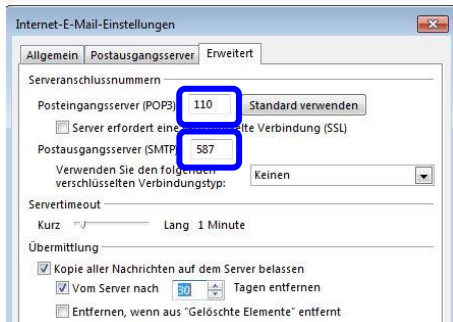 Internet-E-Mail-Einstellungen
Allgemein Postausgangsserver Erweitert
Serveranschlussnummern
Posteingangsserver (POP3) 110 Standard verwenden
Server erfordert eine Verbindung (SSL)
Postausgangsserver (SMTP) 587
Verwenden Sie den folgenden Keinen
verschlüsselten Verbindungstyp:
Servertimeout
Kurz Lang 1 Minute
Übermittlung
Kopie aller Nachrichten auf dem Server belassen
Vom Server nach 30 Tagen entfernen
Entfernen, wenn aus "Gelöschte Elemente" entfernt